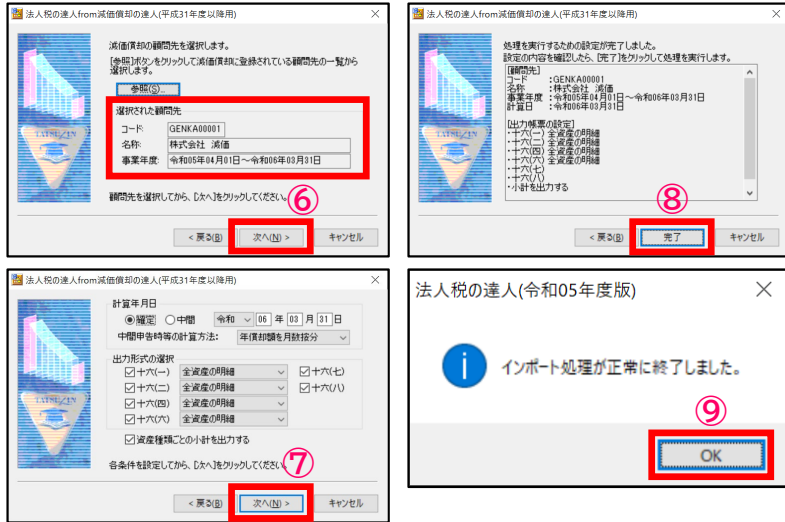 法人税の達人from減価償却の達人(平成31年度以降用)
減価償却の顧問先を選択します。
[参照]ボタンをクリックして減価償却に登録されている顧問先の一覧から
選択します。
参照(S)...
選択された顧問先
コード: GENKA00001
名称: 株式会社 減価
事業年度: 令和05年04月01日～令和06年03月31日
顧問先を選択してから、[次へ]をクリックしてください。
⑥
< 戻る(B) 次へ(N) > キャンセル
TATSUZIN
法人税の達人from減価償却の達人(平成31年度以降用)
計算年月日
確定 中間 令和 06 年 03 月 31 日
中間申告時等の計算方法: 年償却額を月数按分
出力形式の選択
十六(一) 全資産の明細 十六(七)
十六(二) 全資産の明細 十六(八)
十六(四) 全資産の明細
十六(六) 全資産の明細
資産種類ごとの小計を出力する
各条件を設定してから、[次へ]をクリックしてください。
⑦
< 戻る(B) 次へ(N) > キャンセル
TATSUZIN
法人税の達人from減価償却の達人(平成31年度以降用)
処理を実行するための設定が完了しました。
設定の内容を確認したら、[完了]をクリックして処理を実行します。
[顧問先]
コード :GENKA00001
名称 :株式会社 減価
事業年度 :令和05年04月01日～令和06年03月31日
計算日 :令和06年03月31日
[出力帳票の設定]
・十六(一) 全資産の明細
・十六(二) 全資産の明細
・十六(四) 全資産の明細
・十六(六) 全資産の明細
・十六(七)
・十六(八)
・小計を出力する
⑧
< 戻る(B) 完了 キャンセル
TATSUZIN
法人税の達人(令和05年度版)
インポート処理が正常に終了しました。
⑨
OK